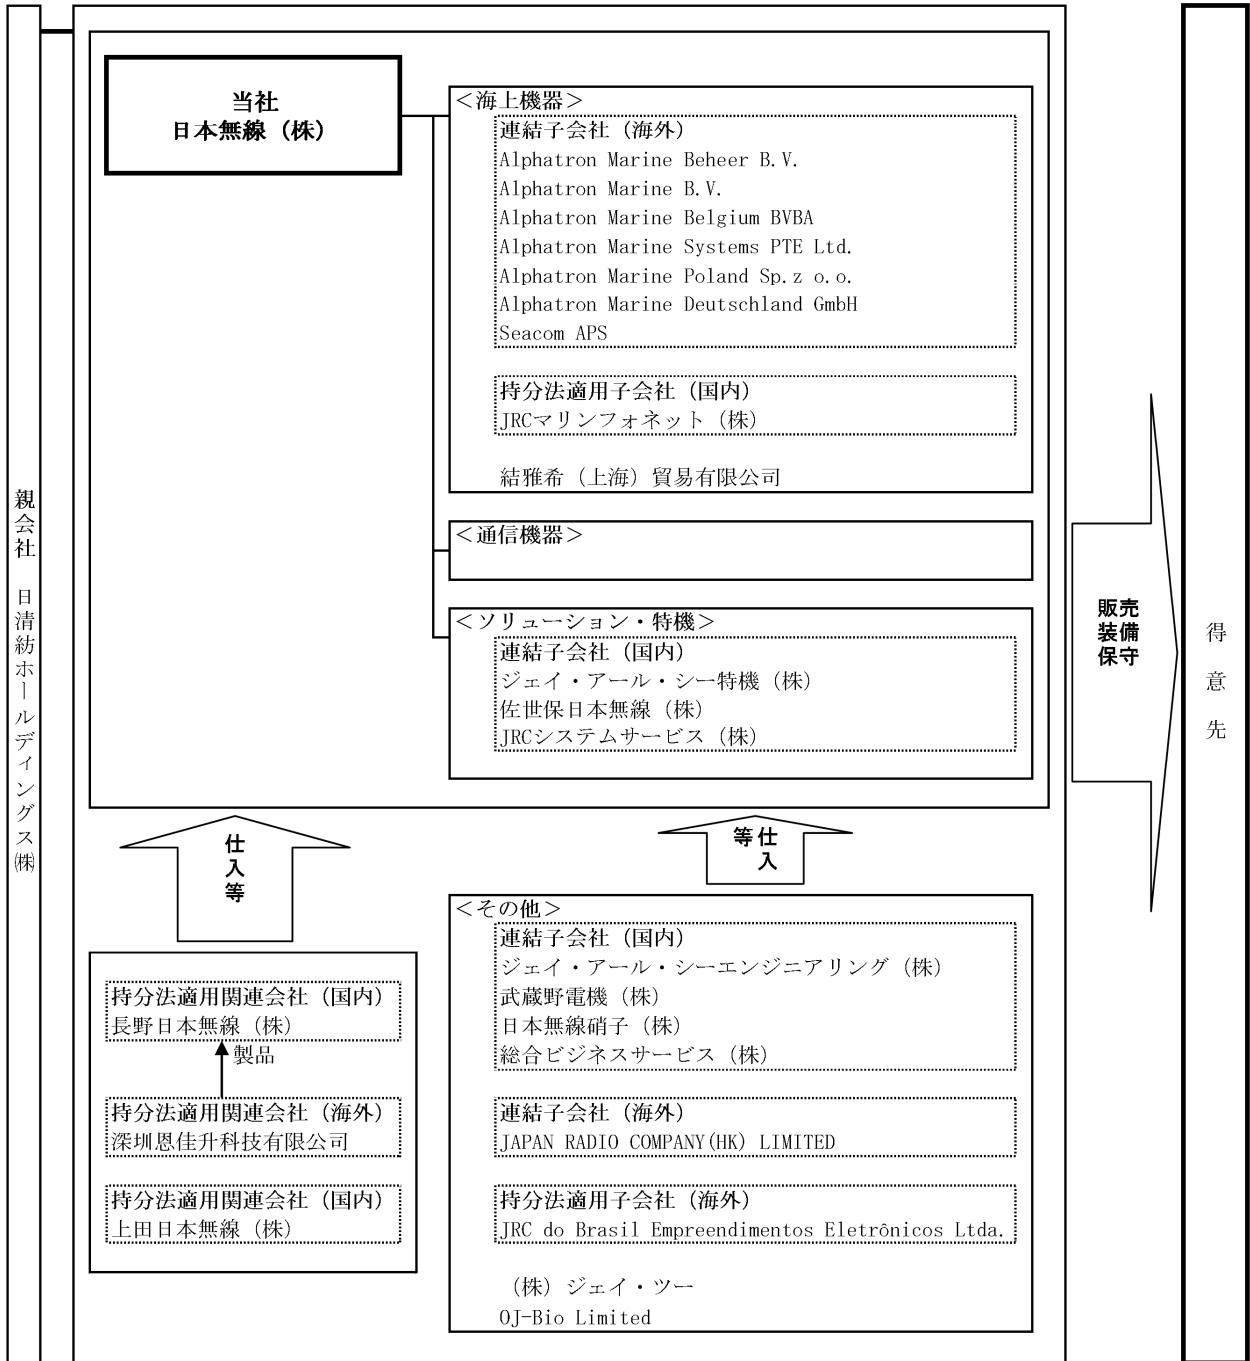 親会社　日清紡ホールディングス㈱
当社
日本無線（株）
＜海上機器＞
連結子会社（海外）
Alphatron Marine Beheer B.V.
Alphatron Marine B.V.
Alphatron Marine Belgium BVBA
Alphatron Marine Systems PTE Ltd.
Alphatron Marine Poland Sp.z o.o.
Alphatron Marine Deutschland GmbH
Seacom APS
持分法適用子会社（国内）
JRCマリンフォネット（株）
結雅希（上海）貿易有限公司
＜通信機器＞
＜ソリューション・特機＞
連結子会社（国内）
ジェイ・アール・シー特機（株）
佐世保日本無線（株）
JRCシステムサービス（株）
販売
装備
保守
得意先
仕入等
仕入等
持分法適用関連会社（国内）
長野日本無線（株）
製品
持分法適用関連会社（海外）
深圳恩佳升科技有限公司
持分法適用関連会社（国内）
上田日本無線（株）
＜その他＞
連結子会社（国内）
ジェイ・アール・シーエンジニアリング（株）
武蔵野電機（株）
日本無線硝子（株）
総合ビジネスサービス（株）
連結子会社（海外）
JAPAN RADIO COMPANY(HK) LIMITED
持分法適用子会社（海外）
JRC do Brasil Empreendimentos Eletrônicos Ltda.
（株）ジェイ・ツー
OJ-Bio Limited